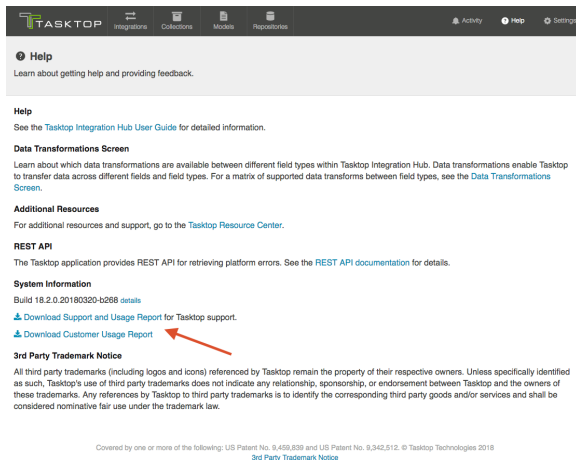 TASKTOP
Integrations
Collections
Models
Repositories
Activity
Help
Settings
Help
Learn about getting help and providing feedback.
Help
See the Tasktop Integration Hub User Guide for detailed information.
Data Transformations Screen
Learn about which data transformations are available between different field types within Tasktop Integration Hub. Data transformations enable Tasktop
to transfer data across different fields and field types. For a matrix of supported data transforms between field types, see the Data Transformations
Screen.
Additional Resources
For additional resources and support, go to the Tasktop Resource Center.
REST API
The Tasktop application provides REST API for retrieving platform errors. See the REST API documentation for details.
System Information
Build 18.2.0.20180320-b268 details
Download Support and Usage Report for Tasktop support.
Download Customer Usage Report
3rd Party Trademark Notice
All third party trademarks (including logos and icons) referenced by Tasktop remain the property of their respective owners. Unless specifically identified
as such, Tasktop's use of third party trademarks does not indicate any relationship, sponsorship, or endorsement between Tasktop and the owners of
these trademarks. Any references by Tasktop to third party trademarks is to identify the corresponding third party goods and/or services and shall be
considered nominative fair use under the trademark law.
Covered by one or more of the following: US Patent No. 9,459,839 and US Patent No. 9,342,512. © Tasktop Technologies 2018
3rd Party Trademark Notice